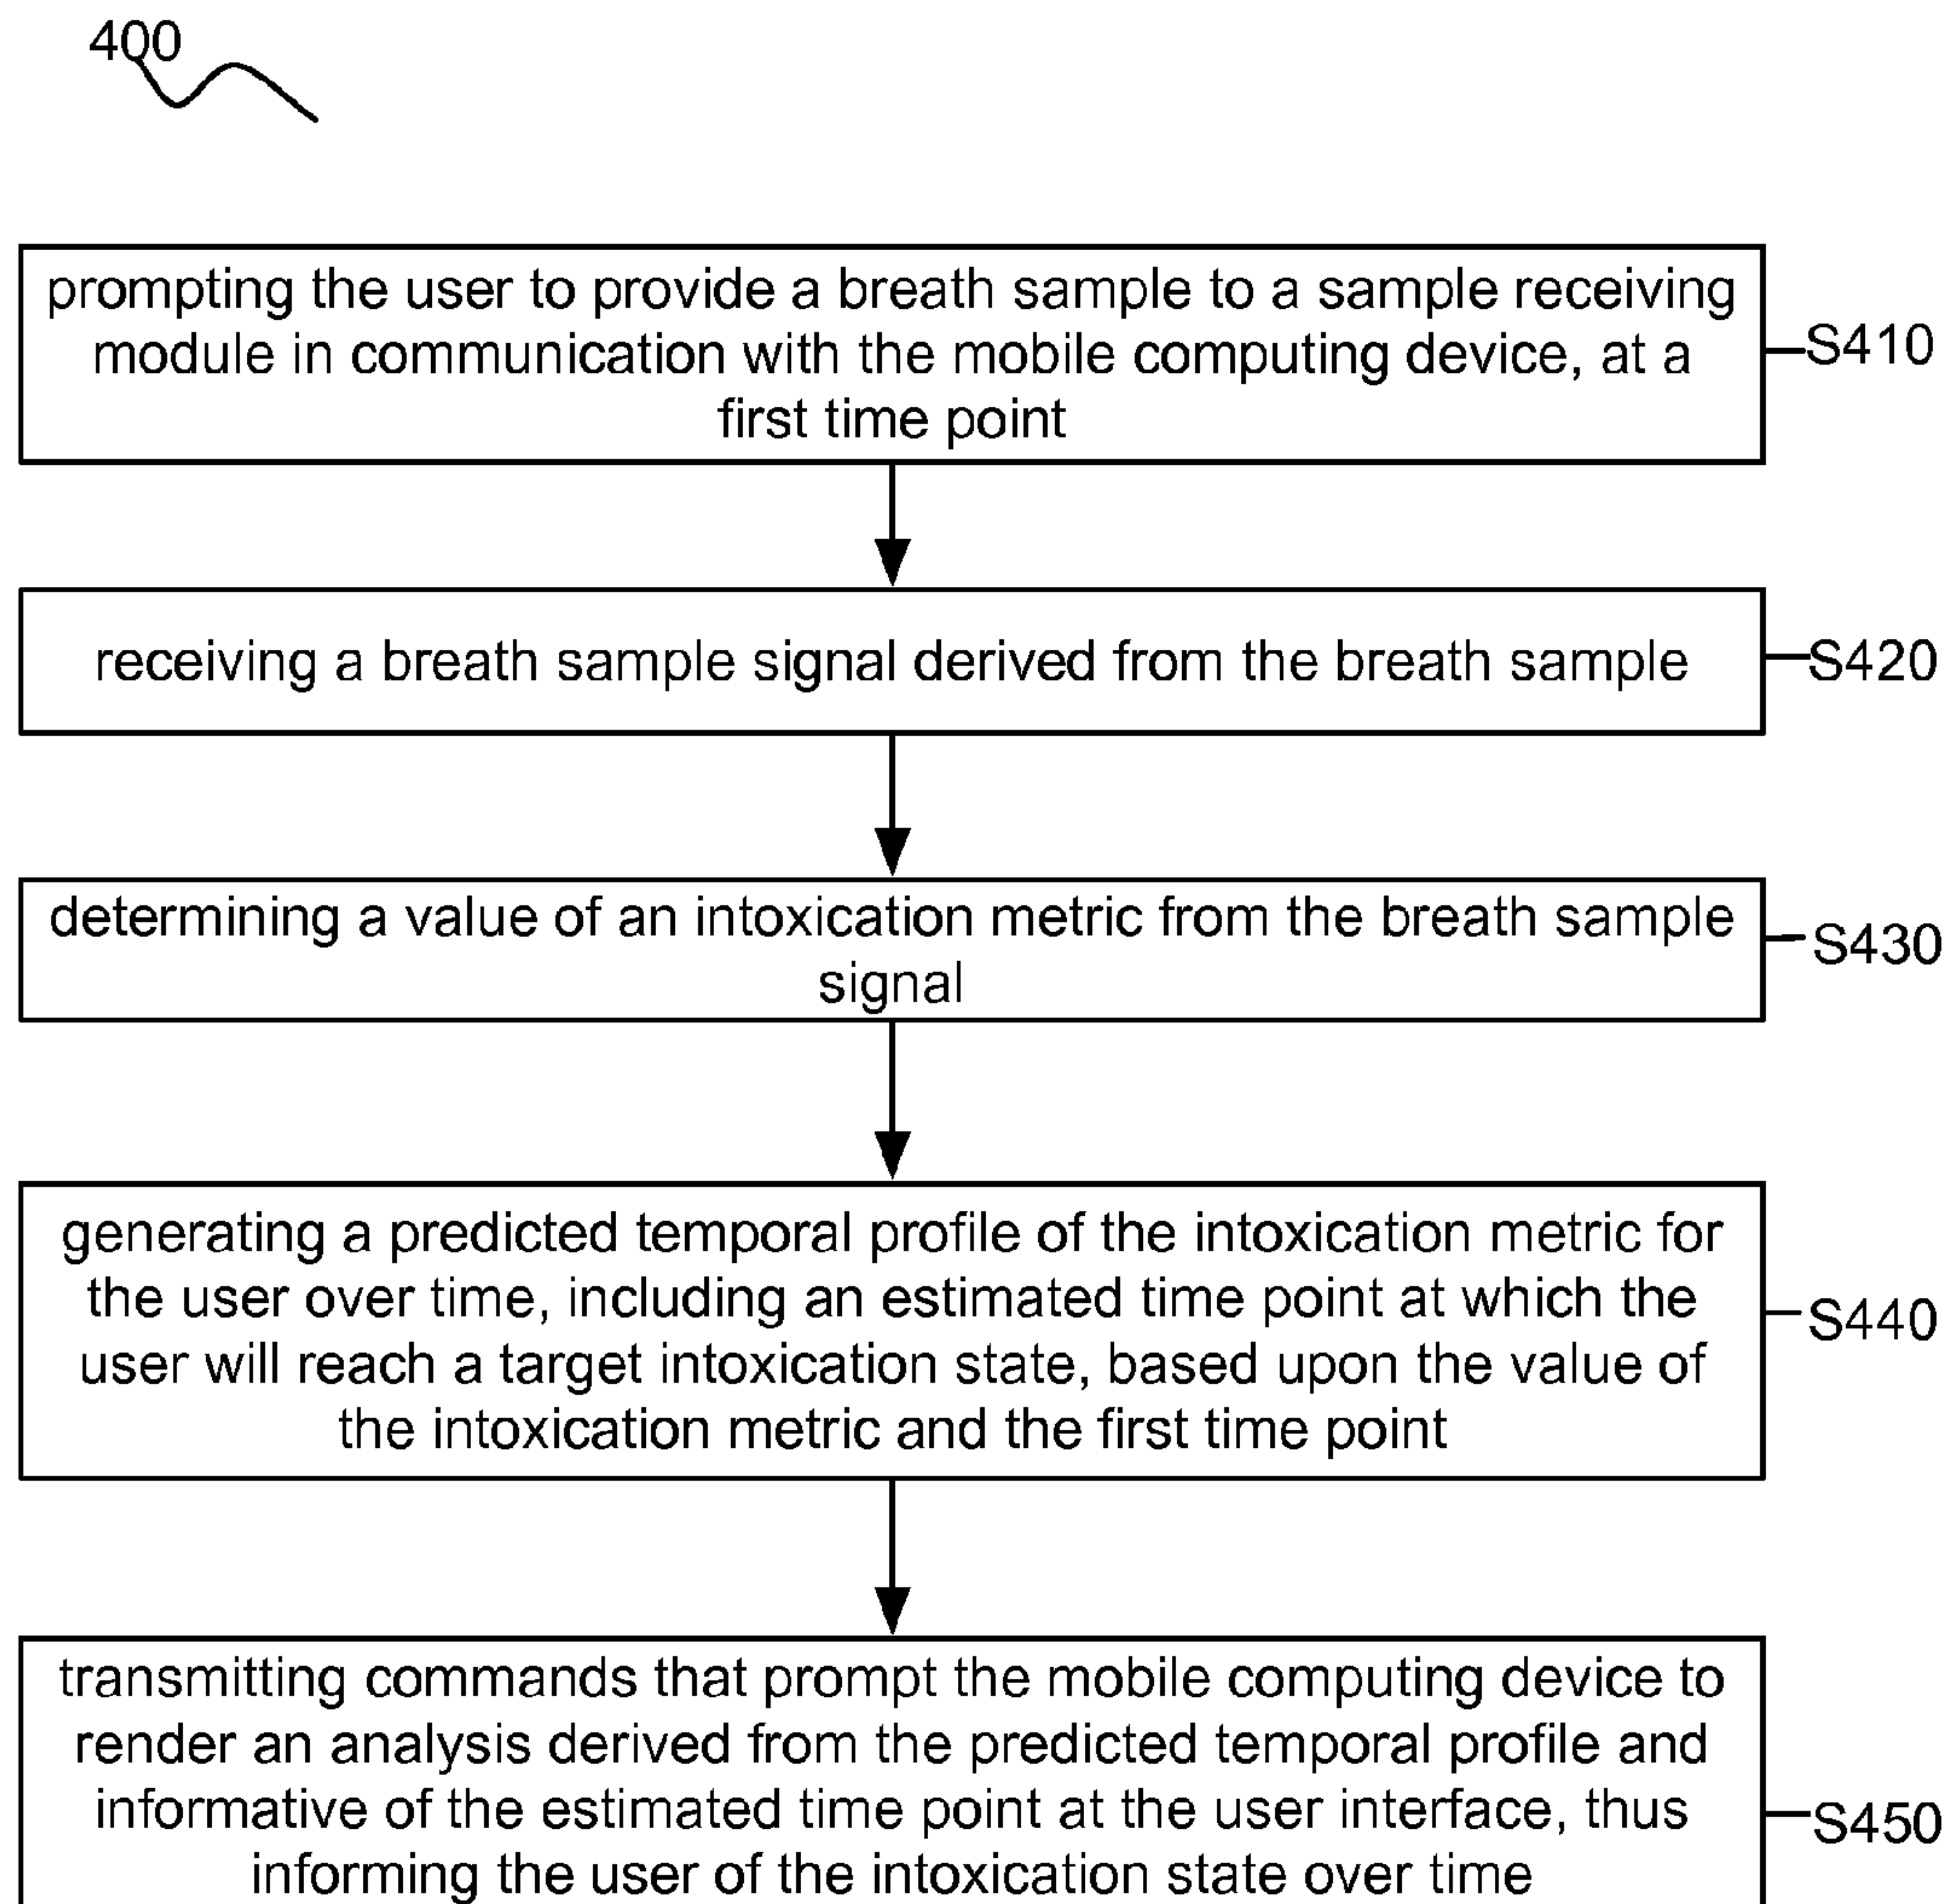 400
prompting the user to provide a breath sample to a sample receiving
module in communication with the mobile computing device, at a
first time point
S410
receiving a breath sample signal derived from the breath sample
S420
determining a value of an intoxication metric from the breath sample
signal
S430
generating a predicted temporal profile of the intoxication metric for
the user over time, including an estimated time point at which the
user will reach a target intoxication state, based upon the value of
the intoxication metric and the first time point
S440
transmitting commands that prompt the mobile computing device to
render an analysis derived from the predicted temporal profile and
informative of the estimated time point at the user interface, thus
informing the user of the intoxication state over time
S450